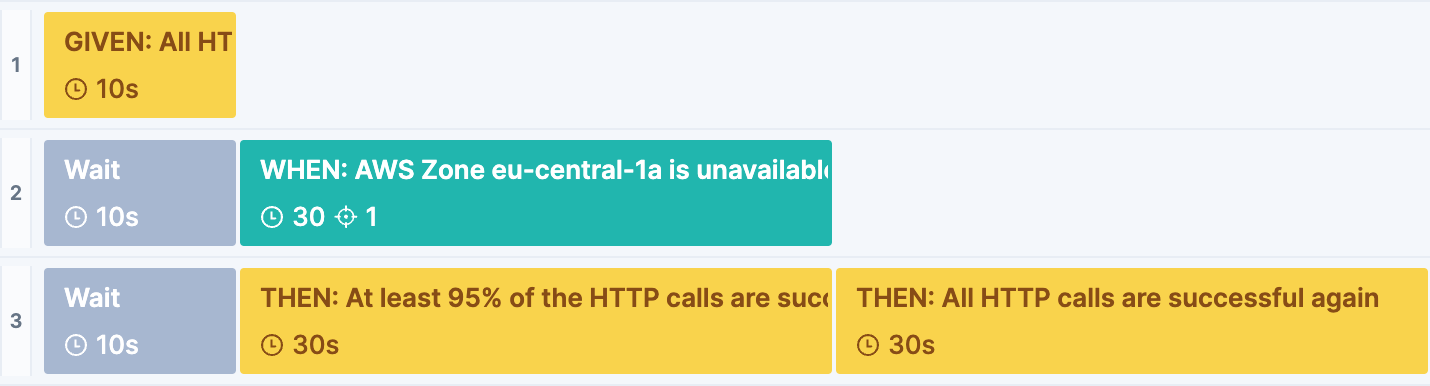 1
GIVEN: All HT
10s
2
Wait
10s
WHEN: AWS Zone eu-central-1a is unavailable
30 1
3
Wait
10s
THEN: At least 95% of the HTTP calls are succ
30s
THEN: All HTTP calls are successful again
30s